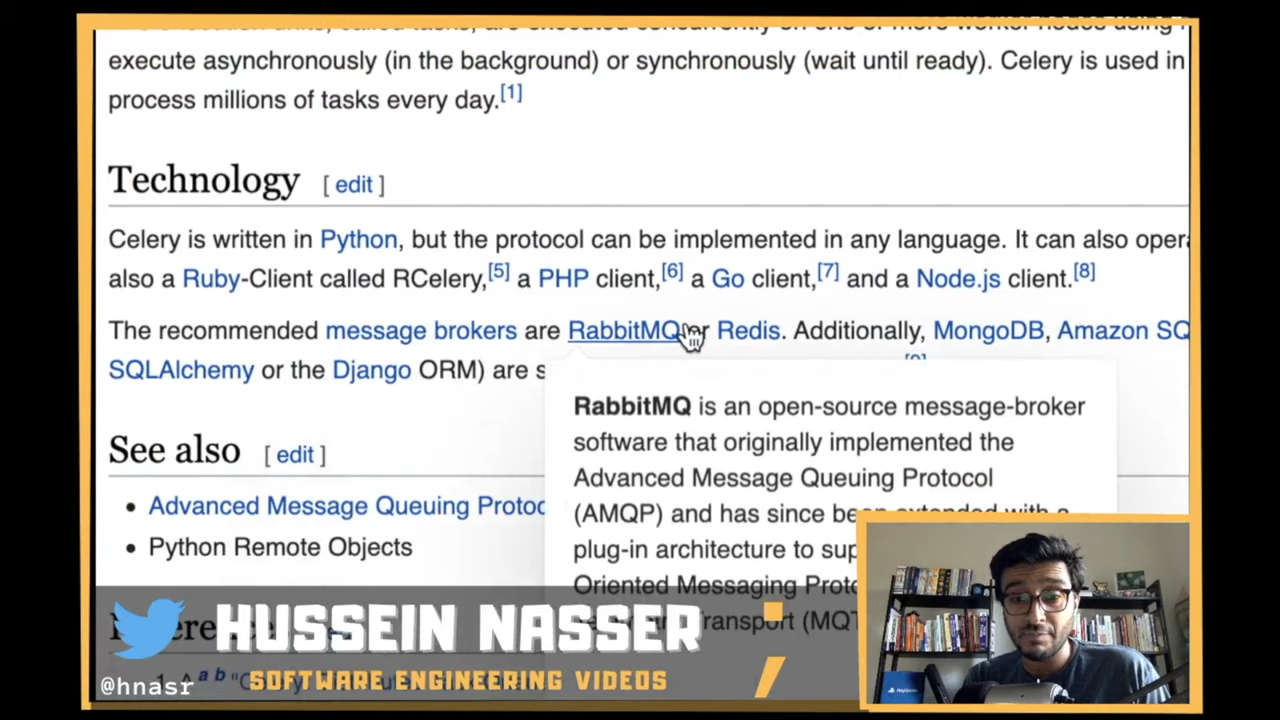 execute asynchronously (in the background) or synchronously (wait until ready). Celery is used in
process millions of tasks every day.[1]
Technology [ edit ]
Celery is written in Python, but the protocol can be implemented in any language. It can also opera
also a Ruby-Client called RCelery,[5] a PHP client,[6] a Go client,[7] and a Node.js client.[8]
The recommended message brokers are RabbitMQ or Redis. Additionally, MongoDB, Amazon SQ
SQLAlchemy or the Django ORM) are s
RabbitMQ is an open-source message-broker
software that originally implemented the
Advanced Message Queuing Protocol
(AMQP) and has since been extended with a
plug-in architecture to sup
Oriented Messaging Proto
Transport (MQT
See also [ edit ]
• Advanced Message Queuing Protoc
• Python Remote Objects
HUSSEIN NASSER ;
@hnasr
SOFTWARE ENGINEERING VIDEOS